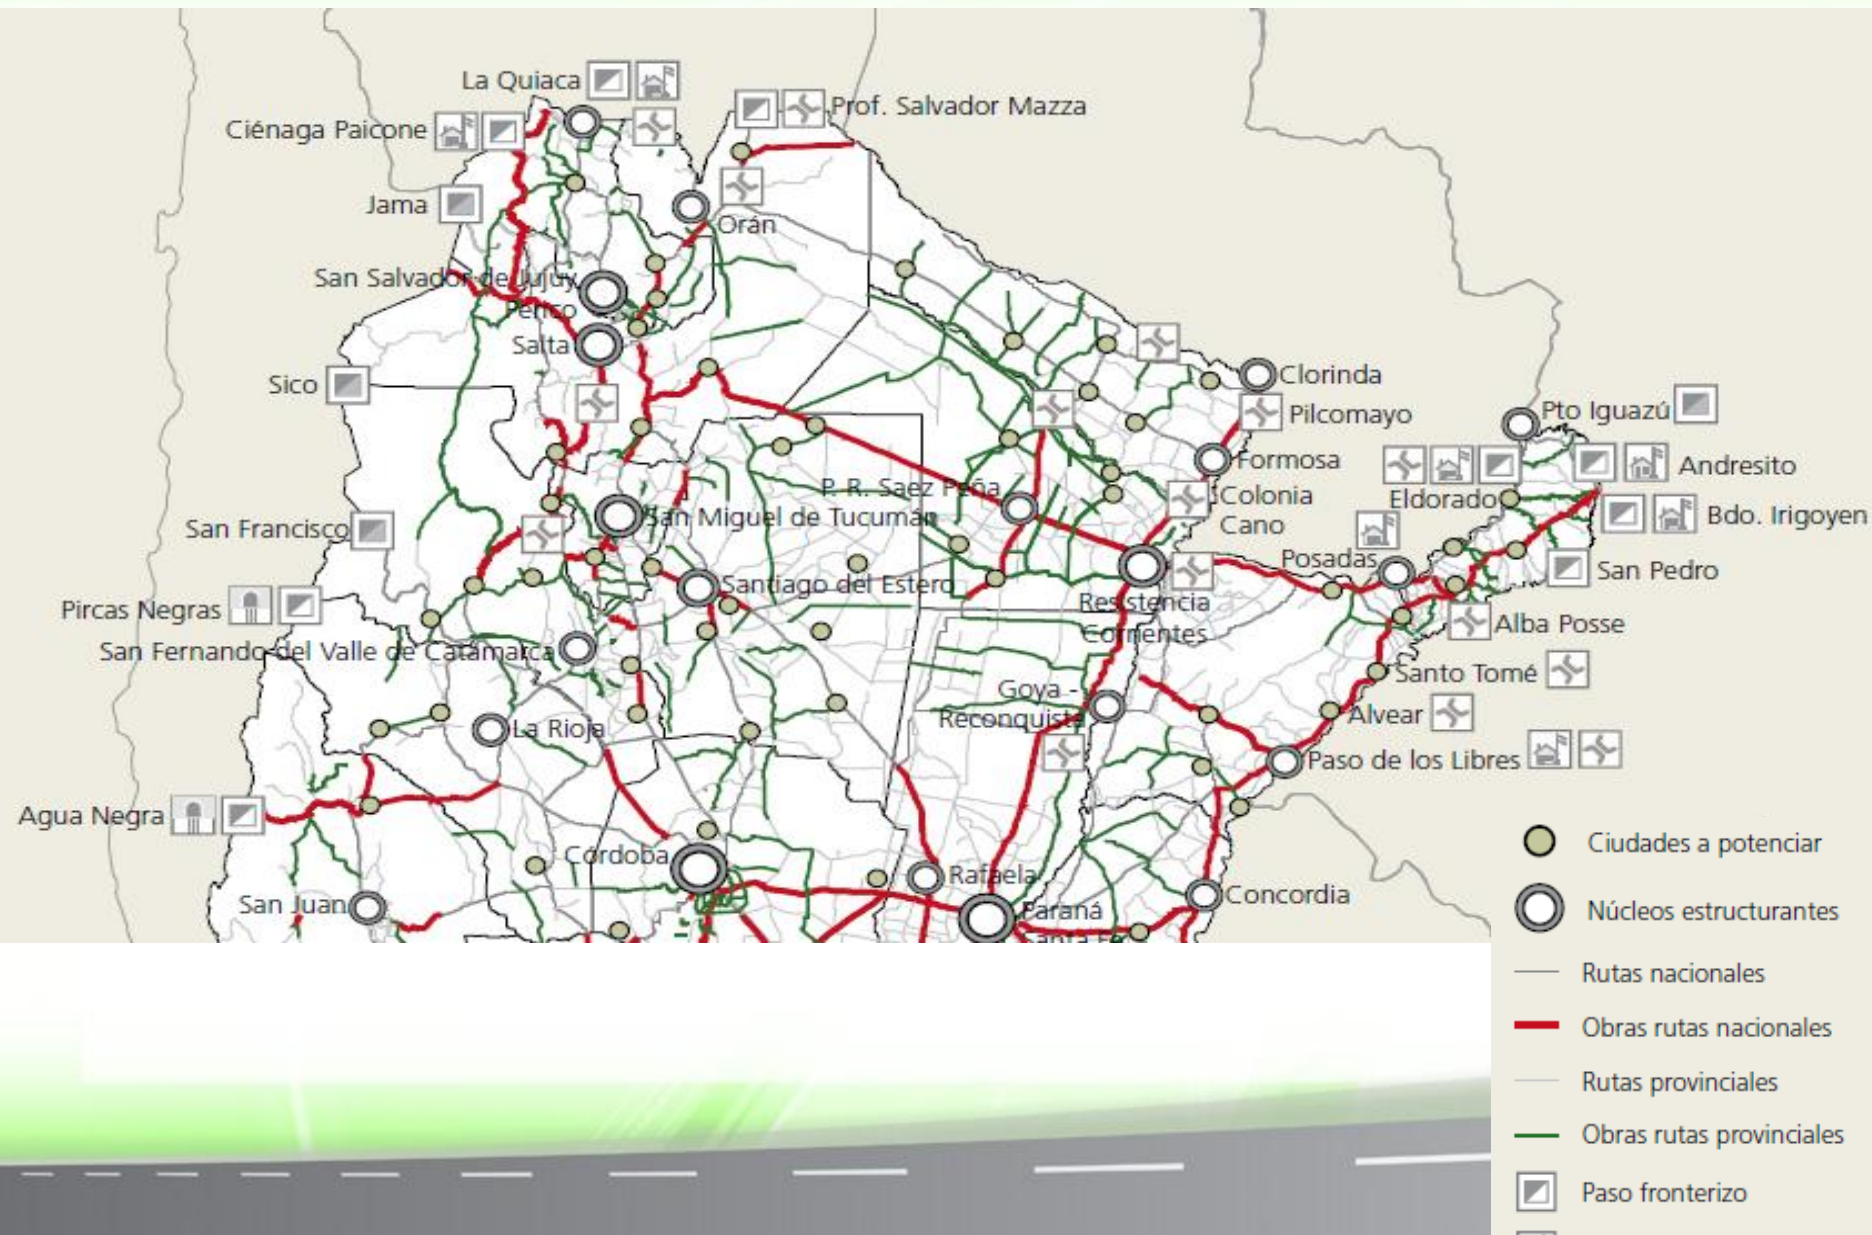 La Quiaca
Prof. Salvador Mazza
Ciénaga Paicone
Jama
Orán
San Salvador de Jujuy
Perico
Salta
Sico
Clorinda
Pilcomayo
Pto Iguazú
Formosa
Andresito
P. R. Saez Peña
Colonia
Cano
Eldorado
San Francisco
San Miguel de Tucumán
Bdo. Irigoyen
Posadas
San Pedro
Santiago del Estero
Pircas Negras
Resistencia
Corrientes
Alba Posse
San Fernando del Valle de Catamarca
Santo Tomé
Goya -
Reconquista
Alvear
La Rioja
Paso de los Libres
Agua Negra
Córdoba
Rafaela
Concordia
San Juan
Paraná
Santa Fe
Ciudades a potenciar
Núcleos estructurantes
Rutas nacionales
Obras rutas nacionales
Rutas provinciales
Obras rutas provinciales
Paso fronterizo